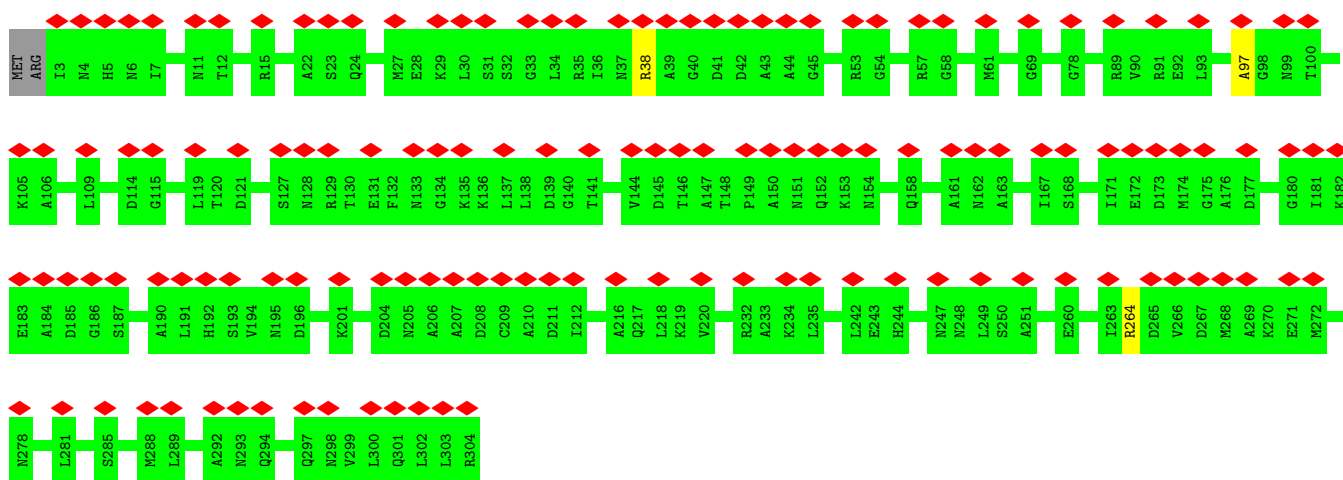 MET ARG I3 N4 H5 N6 I7 N11 T12 R15 A22 S23 Q24 M27 E28 K29 L30 S31 S32 G33 L34 R35 I36 N37 R38 A39 G40 D41 D42 A43 A44 G45 R53 G54 R57 G58 M61 G69 G78 R89 V90 R91 E92 L93 A97 G98 N99 T100
K105 A106 L109 D114 G115 L119 T120 D121 S127 N128 R129 T130 E131 F132 N133 G134 K135 K136 L137 L138 D139 G140 T141 V144 D145 T146 A147 T148 P149 A150 N151 Q152 K153 N154 Q158 A161 N162 A163 I167 S168 I171 E172 D173 M174 G175 A176 D177 G180 I181 K182
E183 A184 D185 G186 S187 A190 L191 H192 S193 V194 N195 D196 K201 D204 N205 A206 A207 D208 C209 A210 D211 I212 A216 Q217 L218 K219 V220 R232 A233 K234 L235 L242 E243 H244 N247 N248 L249 S250 A251 E260 I263 R264 D265 V266 D267 M268 A269 K270 E271 M272
N278 L281 S285 M288 L289 A292 N293 Q294 Q297 N298 V299 L300 Q301 L302 L303 R304